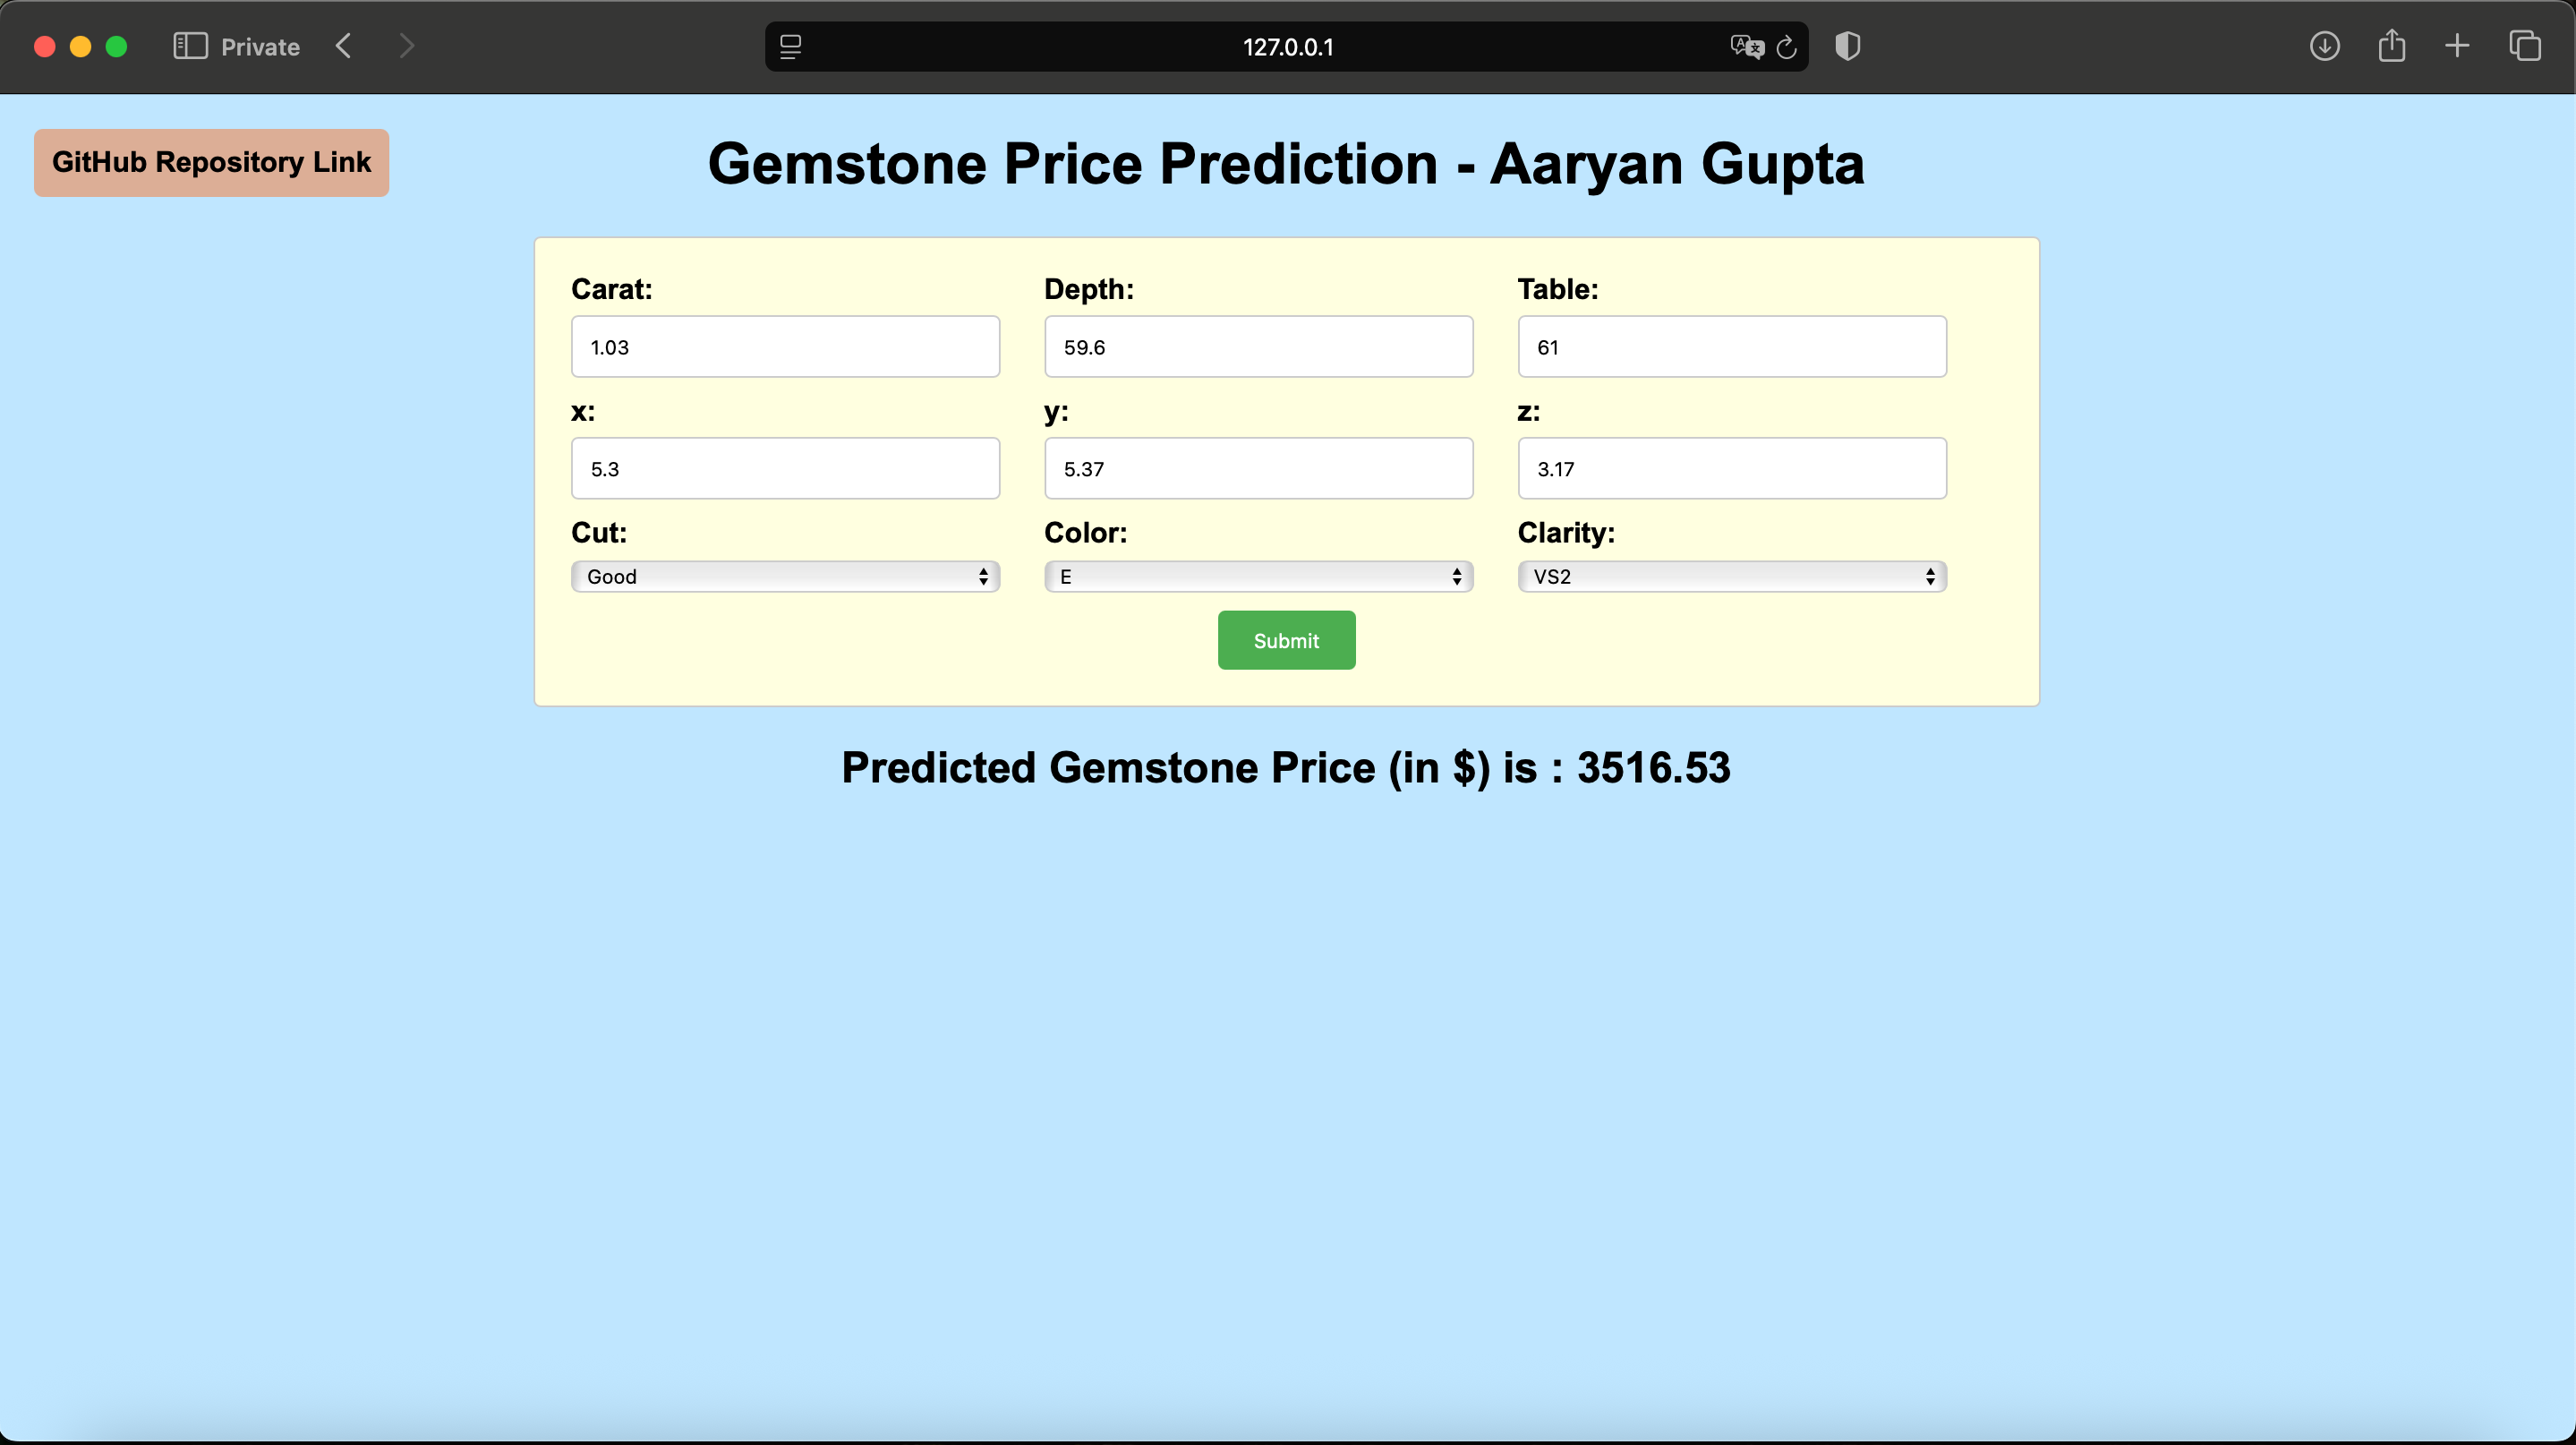 Private
127.0.0.1
GitHub Repository Link
Gemstone Price Prediction - Aaryan Gupta
Carat: Depth: Table:
1.03 59.6 61
x: y: z:
5.3 5.37 3.17
Cut: Color: Clarity:
Good E VS2
Submit
Predicted Gemstone Price (in $) is : 3516.53